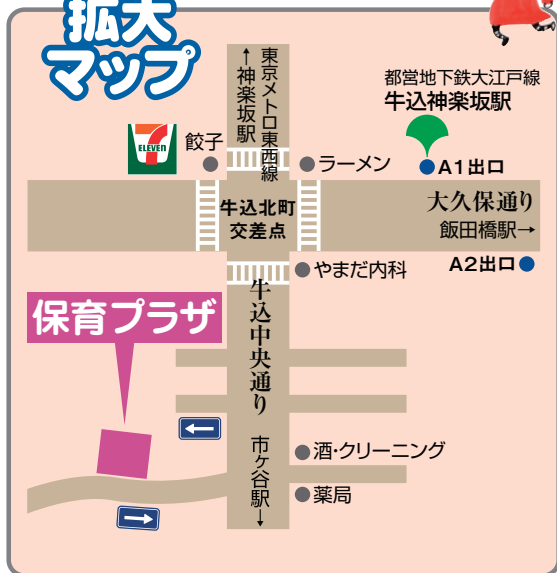 拡大
マップ
東京メトロ東西線
↑神楽坂駅
都営地下鉄大江戸線
牛込神楽坂駅
7
ELEVEN
餃子
ラーメン
A1出口
牛込北町
交差点
大久保通り
飯田橋駅→
A2出口
やまだ内科
保育プラザ
牛込中央通り
←
市ヶ谷駅→
酒・クリーニング
薬局
→